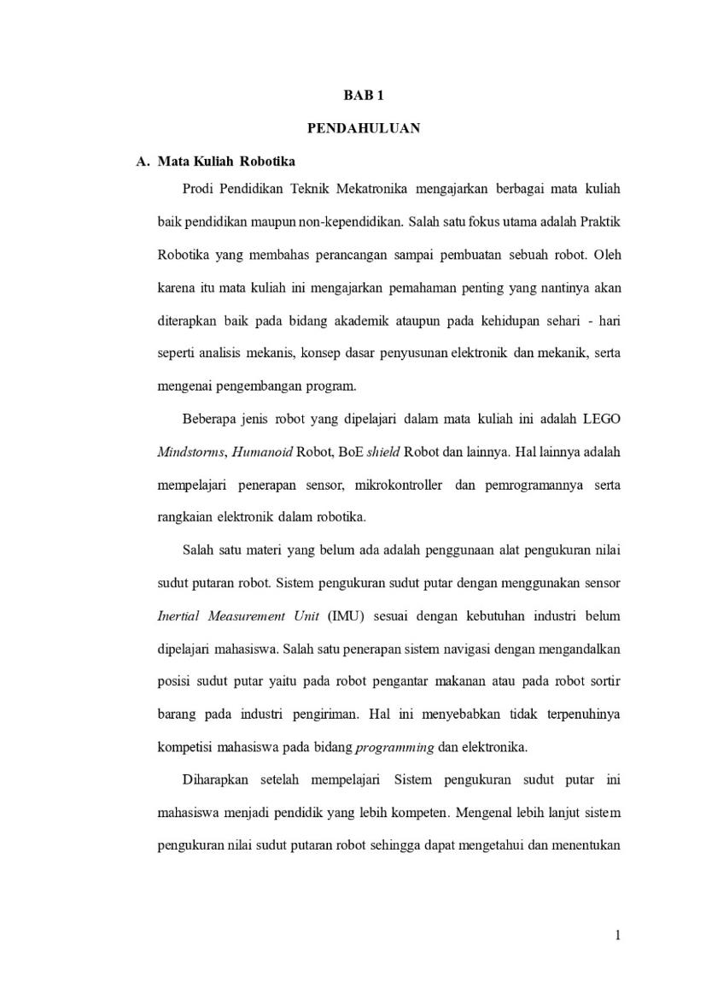 BAB 1
PENDAHULUAN
A. Mata Kuliah Robotika
Prodi Pendidikan Teknik Mekatronika mengajarkan berbagai mata kuliah
baik pendidikan maupun non-kependidikan. Salah satu fokus utama adalah Praktik
Robotika yang membahas perancangan sampai pembuatan sebuah robot. Oleh
karena itu mata kuliah ini mengajarkan pemahaman penting yang nantinya akan
diterapkan baik pada bidang akademik ataupun pada kehidupan sehari - hari
seperti analisis mekanis, konsep dasar penyusunan elektronik dan mekanik, serta
mengenai pengembangan program.
Beberapa jenis robot yang dipelajari dalam mata kuliah ini adalah LEGO
Mindstorms, Humanoid Robot, BoE shield Robot dan lainnya. Hal lainnya adalah
mempelajari penerapan sensor, mikrokontroller dan pemrogramannya serta
rangkaian elektronik dalam robotika.
Salah satu materi yang belum ada adalah penggunaan alat pengukuran nilai
sudut putaran robot. Sistem pengukuran sudut putar dengan menggunakan sensor
Inertial Measurement Unit (IMU) sesuai dengan kebutuhan industri belum
dipelajari mahasiswa. Salah satu penerapan sistem navigasi dengan mengandalkan
posisi sudut putar yaitu pada robot pengantar makanan atau pada robot sortir
barang pada industri pengiriman. Hal ini menyebabkan tidak terpenuhinya
kompetisi mahasiswa pada bidang programming dan elektronika.
Diharapkan setelah mempelajari Sistem pengukuran sudut putar ini
mahasiswa menjadi pendidik yang lebih kompeten. Mengenal lebih lanjut sistem
pengukuran nilai sudut putaran robot sehingga dapat mengetahui dan menentukan
1